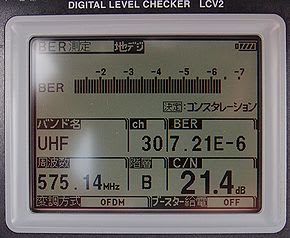 DIGITAL LEVEL CHECKER LCV2
BER測定 地デジ
-2 -3 -4 -5 -6 -7
BER
決定:コンスタレーション
バンド名 ch BER
UHF 30 7.21E-6
周波数 階層 C/N
575.14MHz B 21.4dB
変調方式 OFDM ブースター給電 OFF